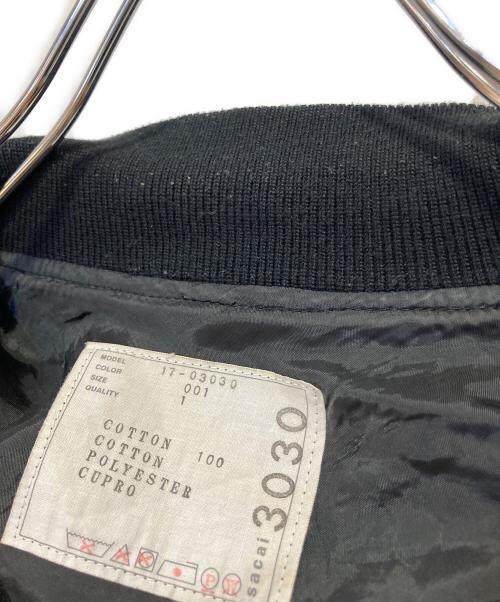 MODEL 17-03030
COLOR 001
SIZE 1
QUALITY
COTTON 100
COTTON
POLYESTER
CUPRO
sacai 3030